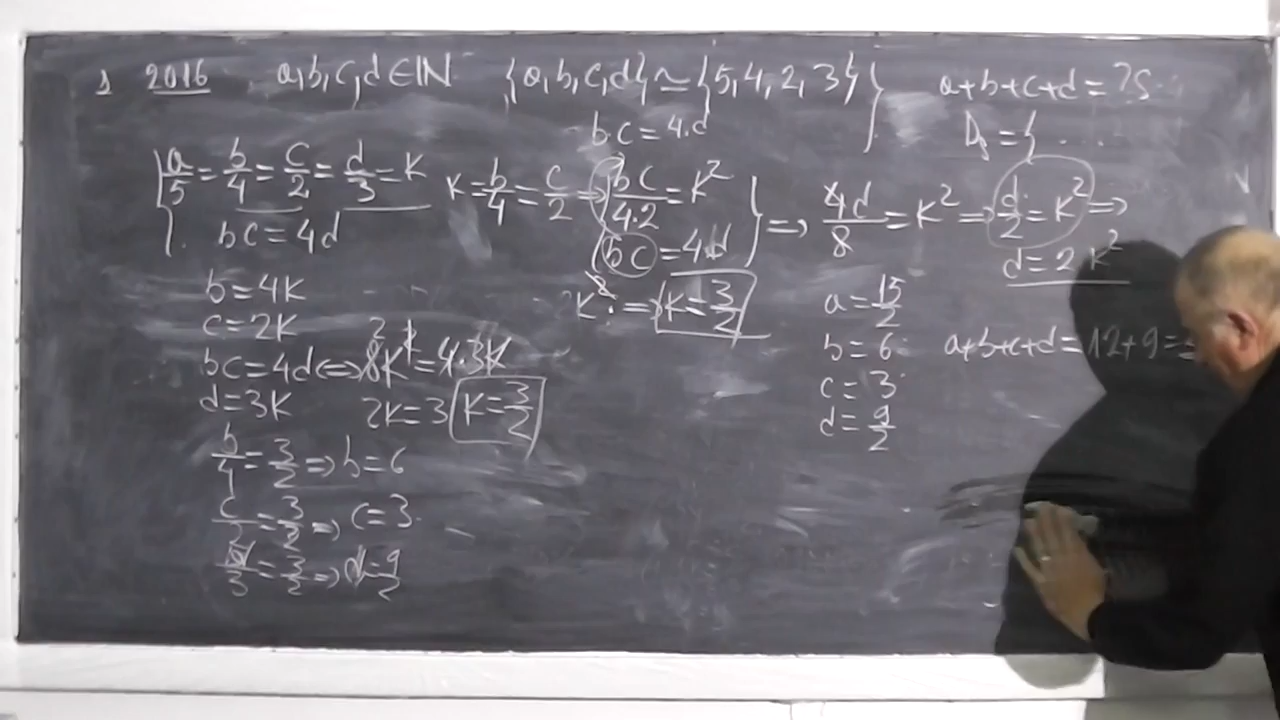 1 2016 a,b,c,d ∈ ℕ {a,b,c,d} ~ {5,4,2,3} } a+b+c+d = ?
b·c = 4·d
a/5 = b/4 = c/2 = d/3 = K
bc = 4d
K = b/4 = c/2 ⇒ bc/4·2 = K²
bc = 4d
} ⇒ 4d/8 = K² ⇒ d/2 = K² ⇒
d = 2K²
b = 4K
c = 2K
bc = 4d ⇔ 8K² = 4·3K
d = 3K 2K = 3 K = 3/2
b/4 = 3/2 ⇒ b = 6
c/2 = 3/2 ⇒ c = 3
d/3 = 3/2 ⇒ d = 9/2
⇒ K = 3/2
a = 15/2
b = 6
c = 3
d = 9/2
a+b+c+d = 12+9 =